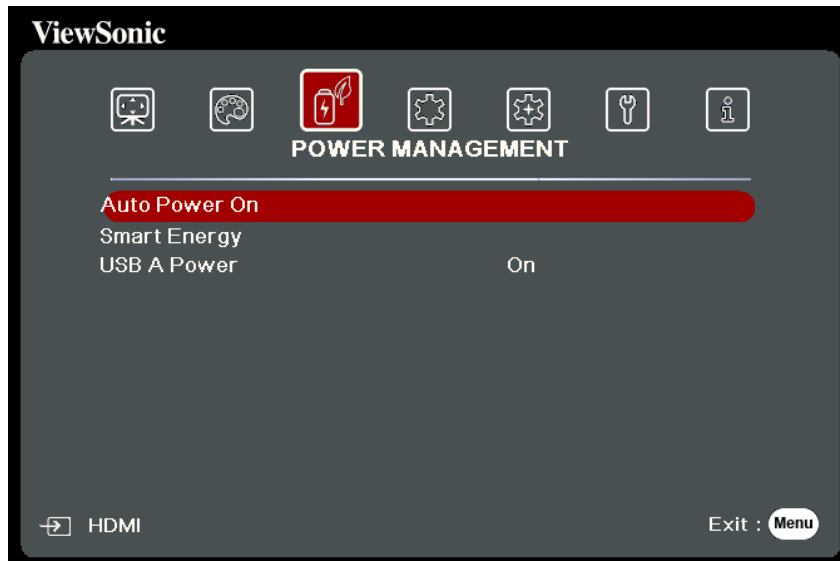 ViewSonic
POWER MANAGEMENT
Auto Power On
Smart Energy
USB A Power On
HDMI Exit : Menu